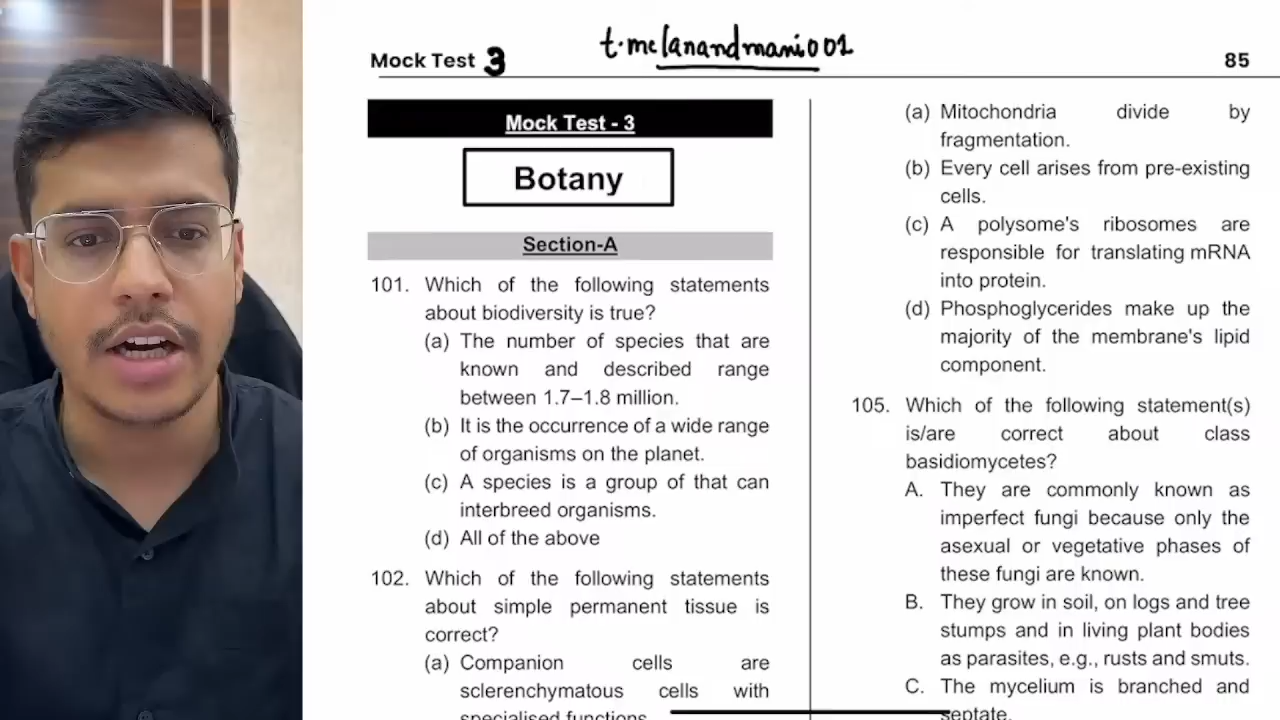 Mock Test 3
t.me/anandmani001
85
Mock Test - 3
Botany
Section-A
101. Which of the following statements
about biodiversity is true?
(a) The number of species that are
known and described range
between 1.7–1.8 million.
(b) It is the occurrence of a wide range
of organisms on the planet.
(c) A species is a group of that can
interbreed organisms.
(d) All of the above
102. Which of the following statements
about simple permanent tissue is
correct?
(a) Companion cells are
sclerenchymatous cells with
specialised functions.
(a) Mitochondria divide by
fragmentation.
(b) Every cell arises from pre-existing
cells.
(c) A polysome's ribosomes are
responsible for translating mRNA
into protein.
(d) Phosphoglycerides make up the
majority of the membrane's lipid
component.
105. Which of the following statement(s)
is/are correct about class
basidiomycetes?
A. They are commonly known as
imperfect fungi because only the
asexual or vegetative phases of
these fungi are known.
B. They grow in soil, on logs and tree
stumps and in living plant bodies
as parasites, e.g., rusts and smuts.
C. The mycelium is branched and
septate.